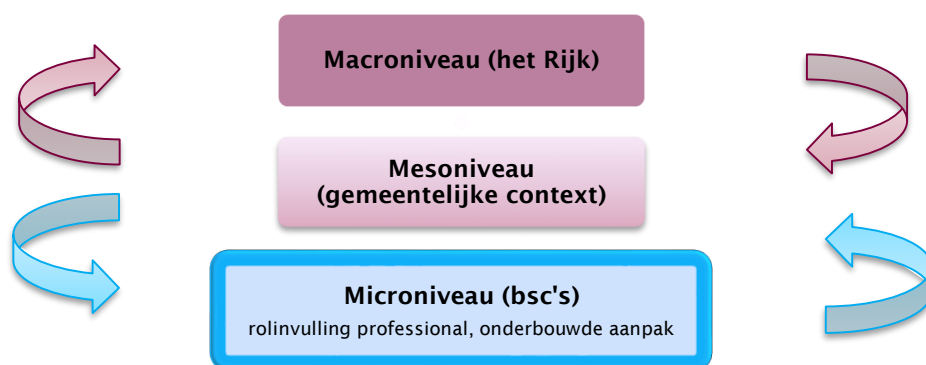 Macroniveau (het Rijk)
Mesoniveau
(gemeentelijke context)
Microniveau (bsc's)
rolinvulling professional, onderbouwde aanpak